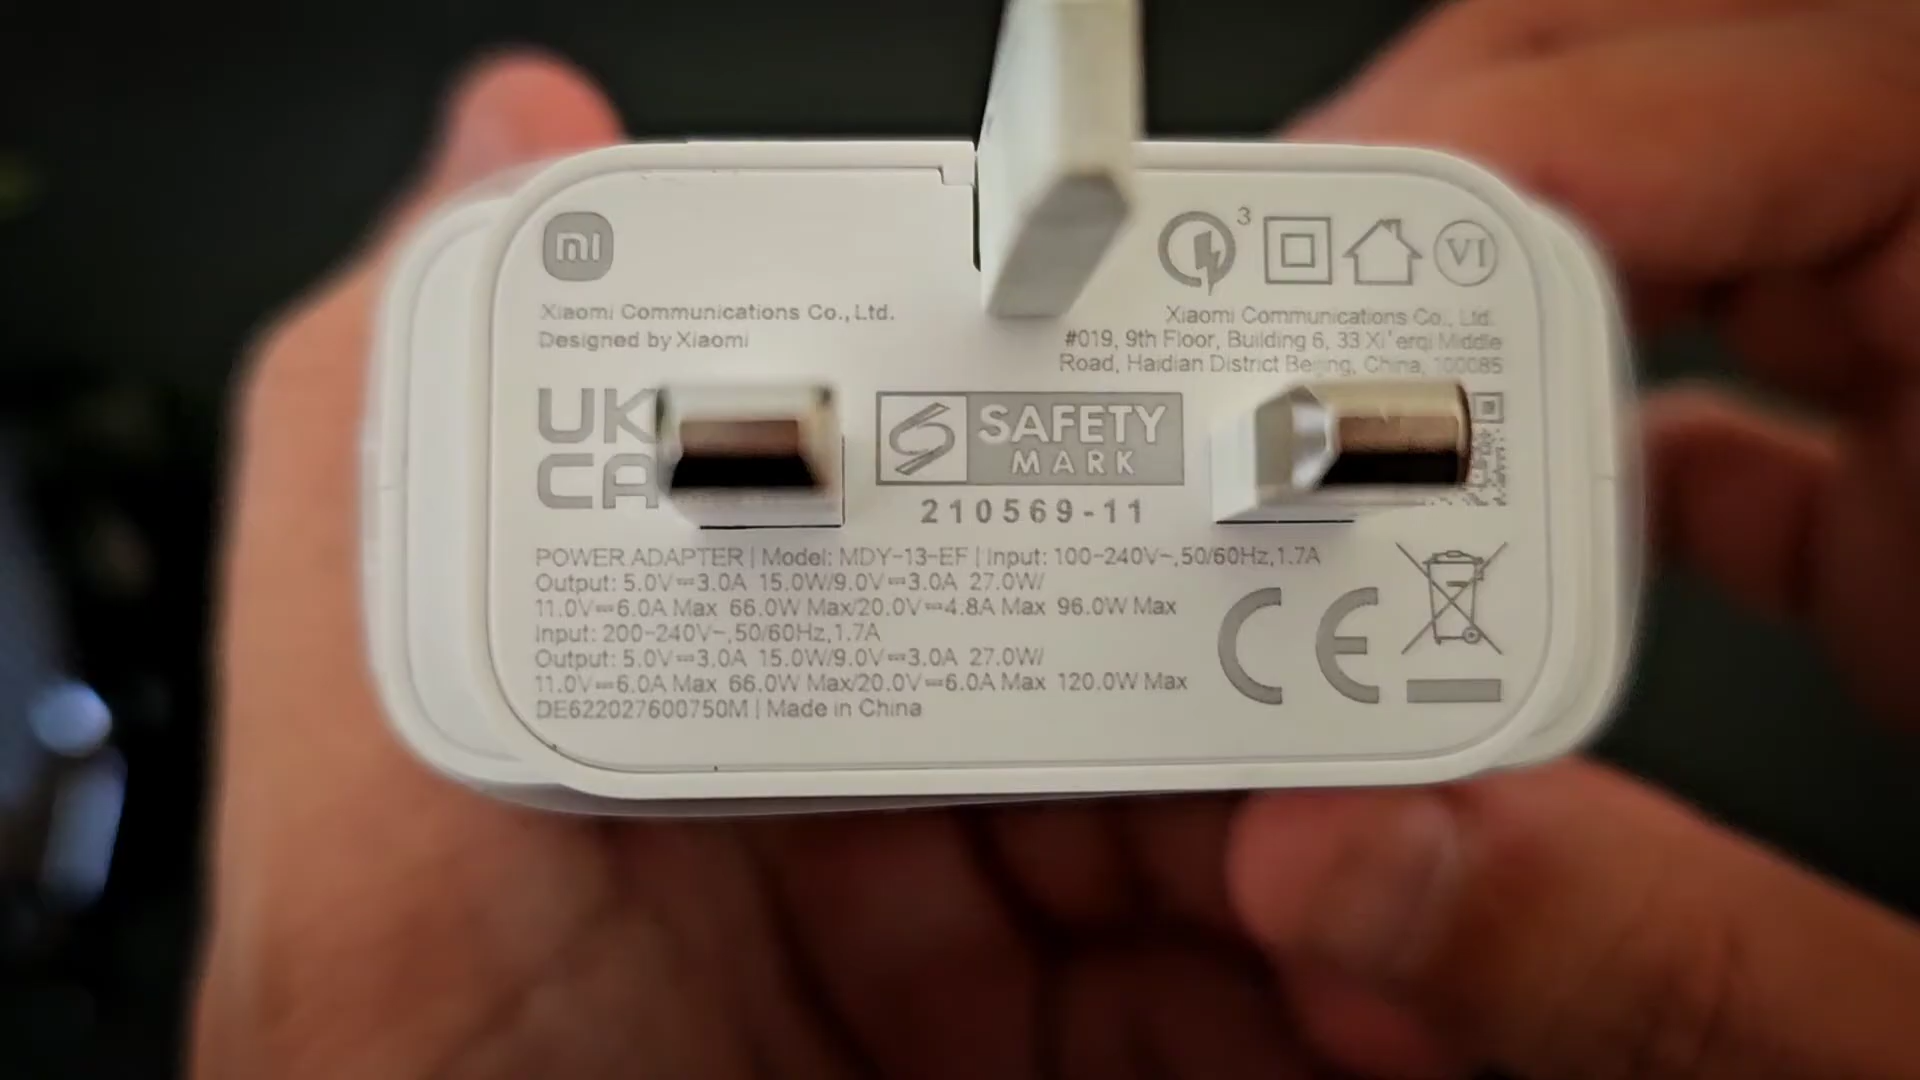 mi
3
VI
Xiaomi Communications Co., Ltd.
Designed by Xiaomi
Xiaomi Communications Co., Ltd.
#019, 9th Floor, Building 6, 33 Xi'erqi Middle
Road, Haidian District Beijing, China, 100085
UK
CA
SAFETY
MARK
210569-11
POWER ADAPTER | Model: MDY-13-EF | Input: 100-240V~,50/60Hz,1.7A
Output: 5.0V⎓3.0A 15.0W/9.0V⎓3.0A 27.0W/
11.0V⎓6.0A Max 66.0W Max/20.0V⎓4.8A Max 96.0W Max
Input: 200-240V~,50/60Hz,1.7A
Output: 5.0V⎓3.0A 15.0W/9.0V⎓3.0A 27.0W/
11.0V⎓6.0A Max 66.0W Max/20.0V⎓6.0A Max 120.0W Max
DE622027600750M | Made in China
CE